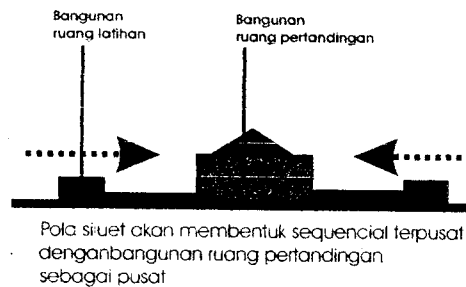 Bangunan
ruang latihan
Bangunan
ruang pertandingan
Pola siluet akan membentuk sequencial terpusat
denganbangunan ruang pertandingan
sebagai pusat